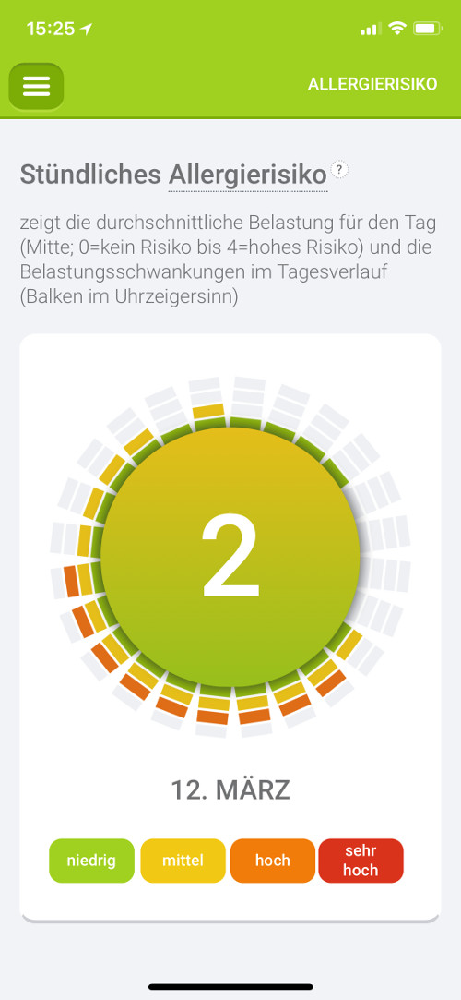 15:25
ALLERGIERISIKO
Stündliches Allergierisiko ?
zeigt die durchschnittliche Belastung für den Tag
(Mitte; 0=kein Risiko bis 4=hohes Risiko) und die
Belastungsschwankungen im Tagesverlauf
(Balken im Uhrzeigersinn)
2
12. MÄRZ
niedrig mittel hoch sehr
hoch